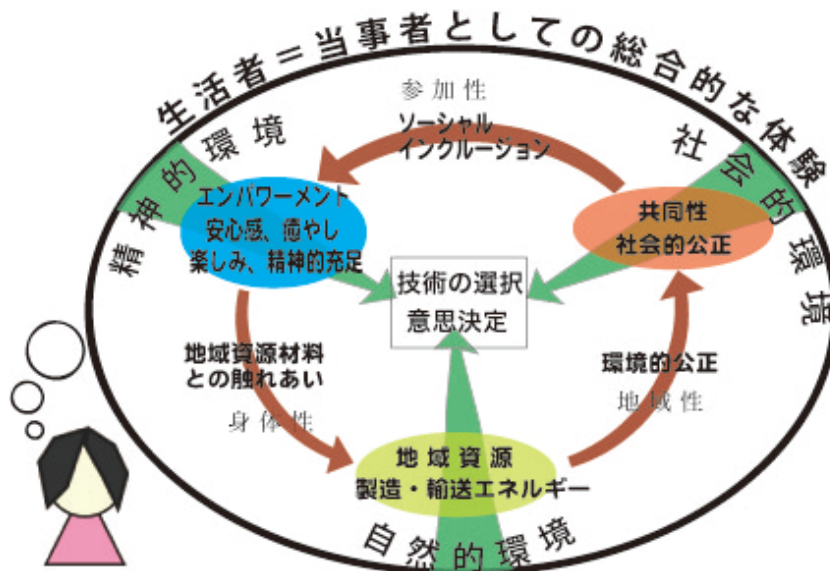 生活者＝当事者としての総合的な体験
参加性
ソーシャル
インクルージョン
精神的環境
社会的環境
エンパワーメント
安心感、癒やし
楽しみ、精神的充足
共同性
社会的公正
技術の選択
意思決定
地域資源材料
との触れあい
身体性
環境的公正
地域性
地域資源
製造・輸送エネルギー
自然的環境